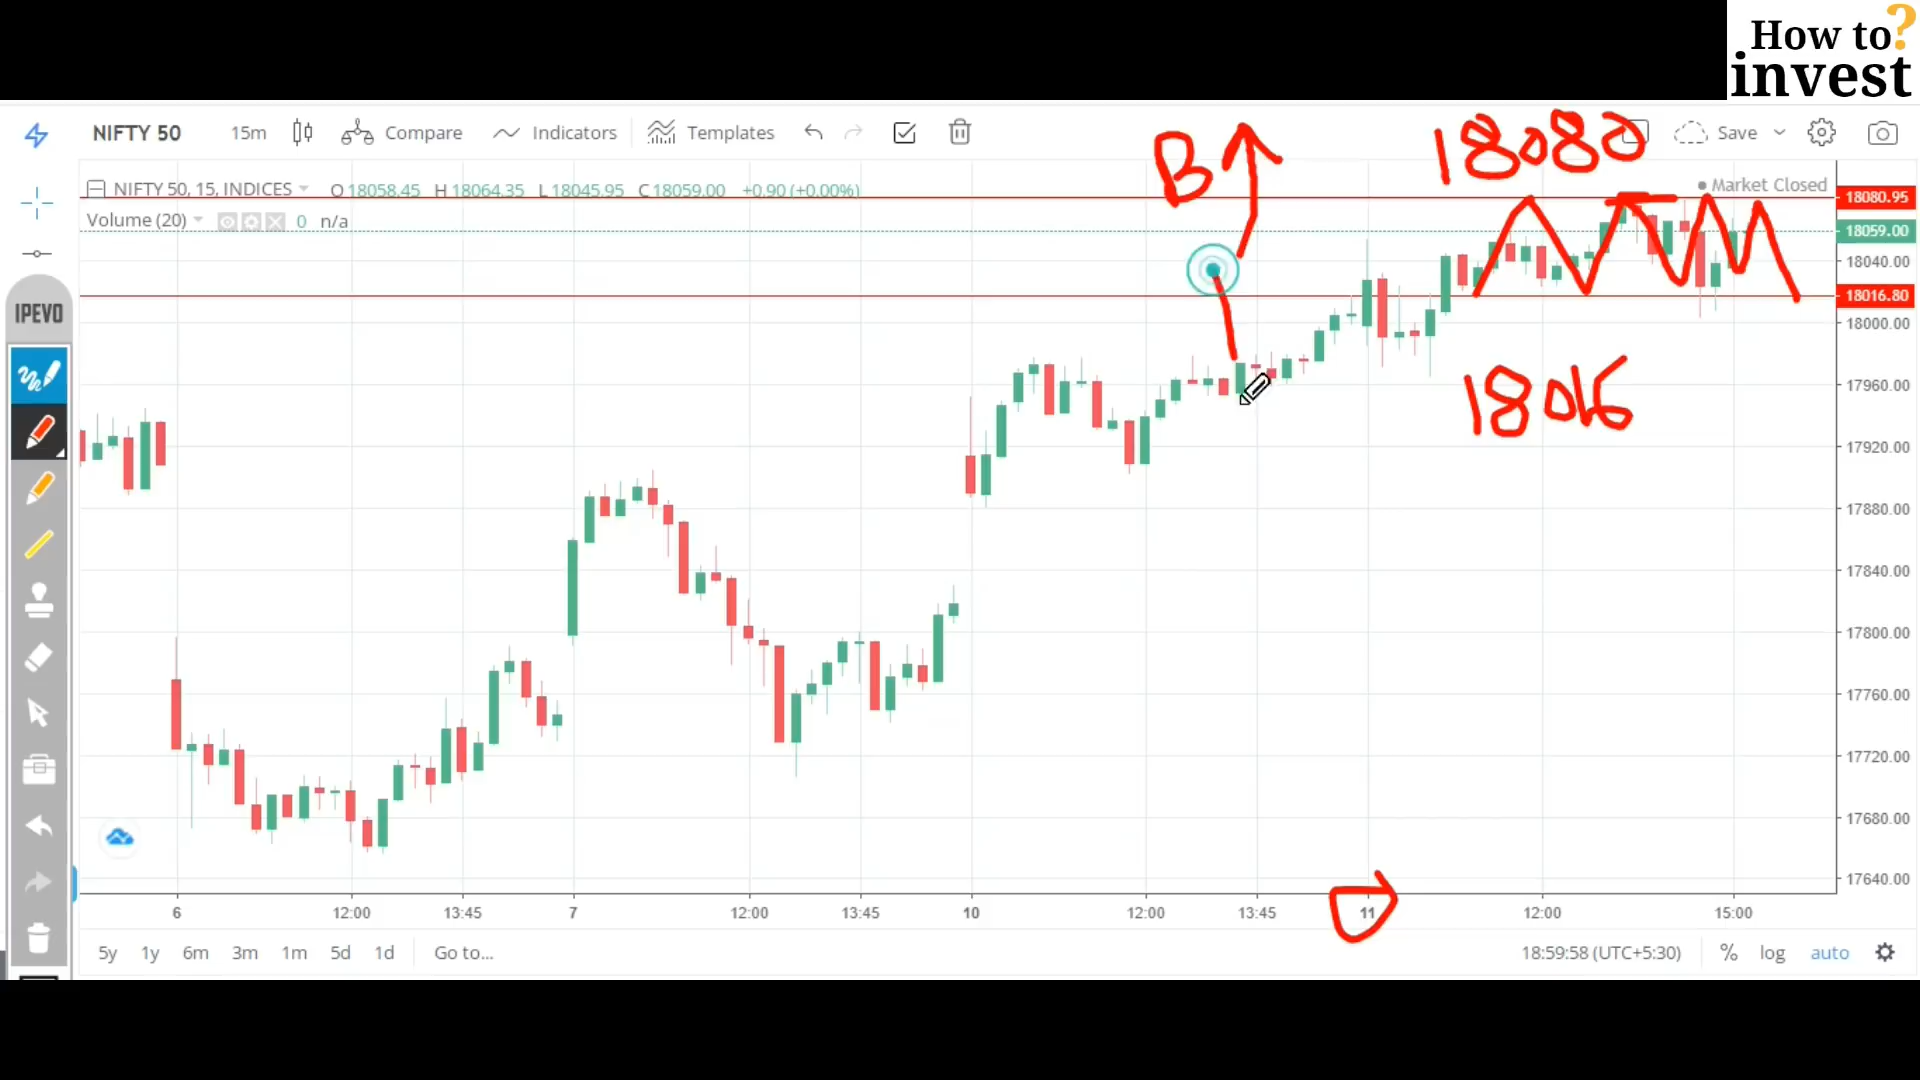 How to?
invest
NIFTY 50 15m Compare Indicators Templates Save
B 18080
NIFTY 50, 15, INDICES O 18058.45 H 18064.35 L 18045.95 C 18059.00 +0.90 (+0.00%)
Market Closed
Volume (20) 0 n/a
18080.95
18059.00
18040.00
18016.80
18000.00
17960.00
17920.00
17880.00
17840.00
17800.00
17760.00
17720.00
17680.00
17640.00
IPEVO
18016
6 12:00 13:45 7 12:00 13:45 10 12:00 13:45 11 12:00 15:00
5y 1y 6m 3m 1m 5d 1d Go to... 18:59:58 (UTC+5:30) % log auto